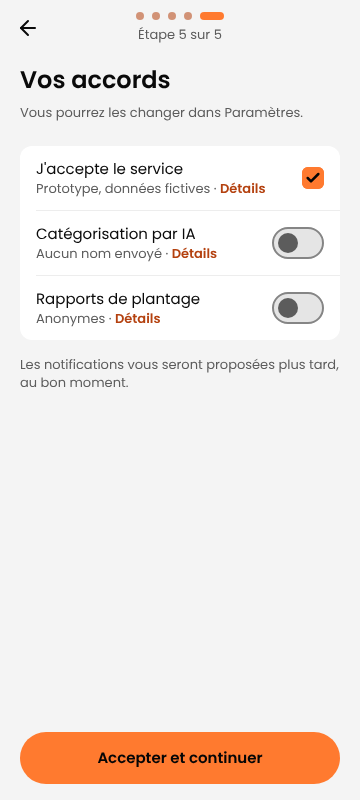 Étape 5 sur 5
Vos accords
Vous pourrez les changer dans Paramètres.
J'accepte le service
Prototype, données fictives · Détails
Catégorisation par IA
Aucun nom envoyé · Détails
Rapports de plantage
Anonymes · Détails
Les notifications vous seront proposées plus tard,
au bon moment.
Accepter et continuer